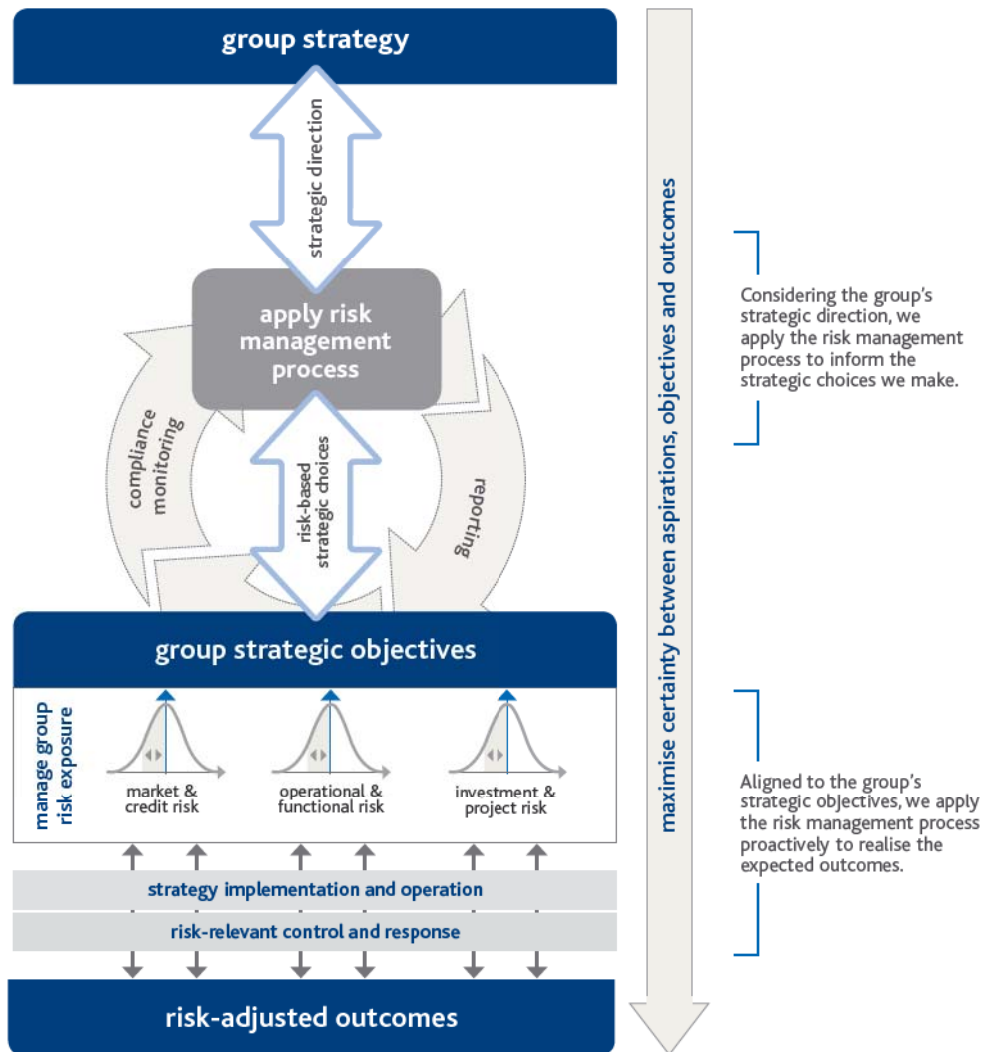 group strategy
strategic direction
apply risk
management
process
compliance
monitoring
risk-based
strategic choices
reporting
group strategic objectives
manage group
risk exposure
market &
credit risk
operational &
functional risk
investment &
project risk
strategy implementation and operation
risk-relevant control and response
risk-adjusted outcomes
maximise certainty between aspirations, objectives and outcomes
Considering the group's
strategic direction, we
apply the risk management
process to inform the
strategic choices we make.
Aligned to the group's
strategic objectives, we apply
the risk management process
proactively to realise the
expected outcomes.